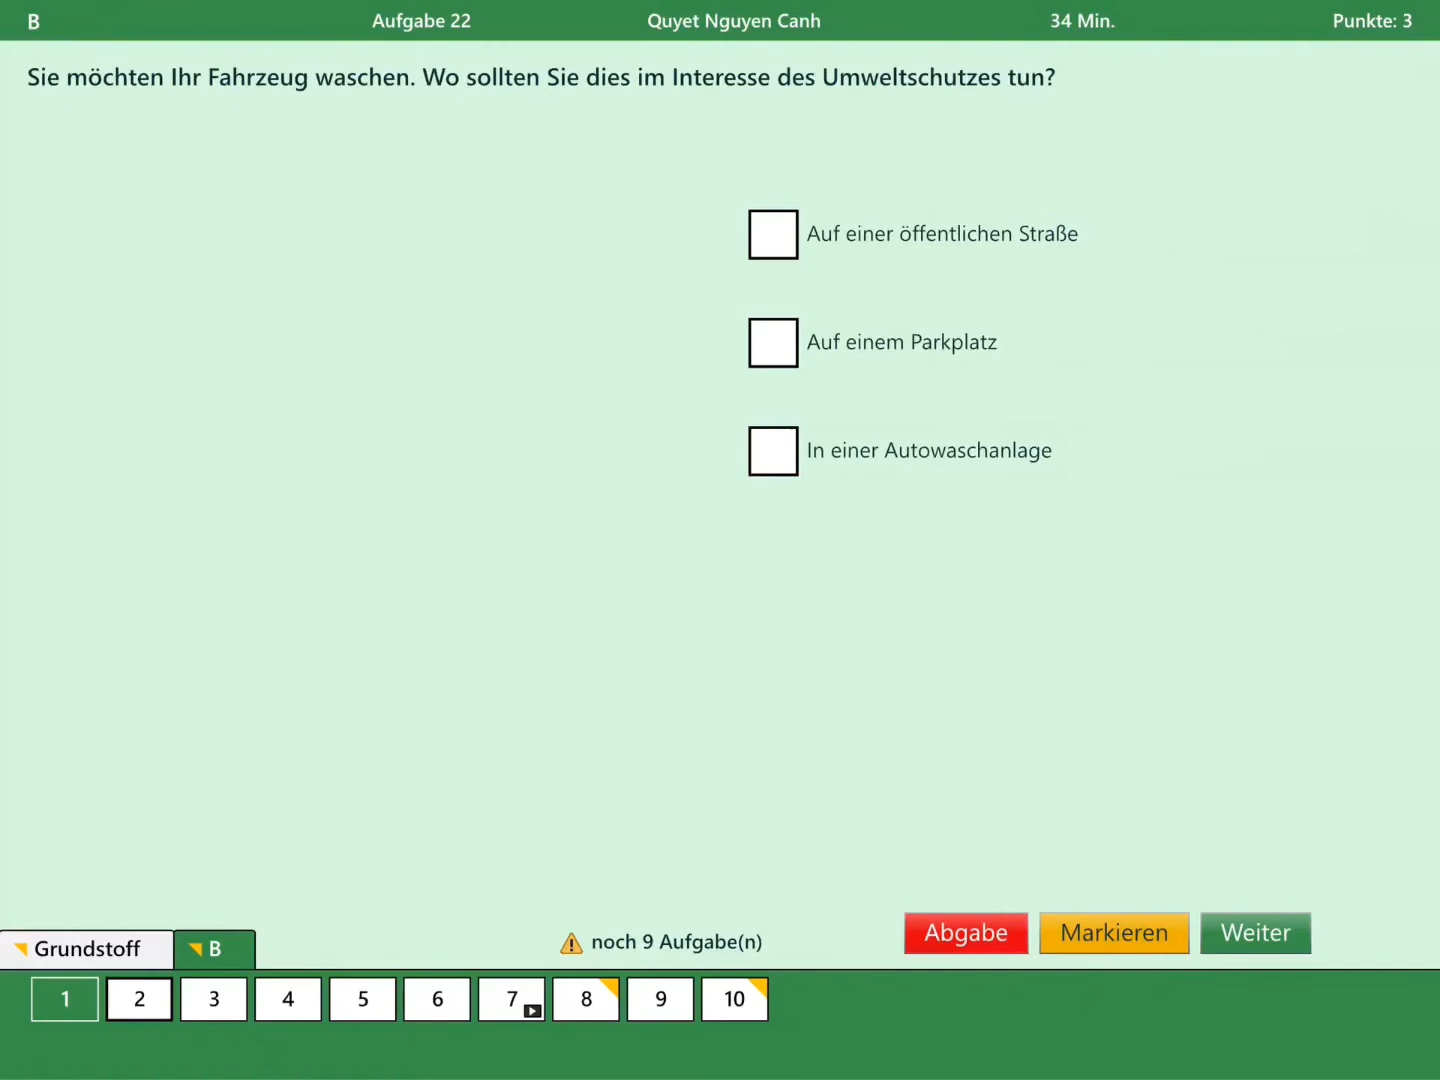 B Aufgabe 22 Quyet Nguyen Canh 34 Min. Punkte: 3
Sie möchten Ihr Fahrzeug waschen. Wo sollten Sie dies im Interesse des Umweltschutzes tun?
Auf einer öffentlichen Straße
Auf einem Parkplatz
In einer Autowaschanlage
Grundstoff B noch 9 Aufgabe(n) Abgabe Markieren Weiter
1 2 3 4 5 6 7 8 9 10